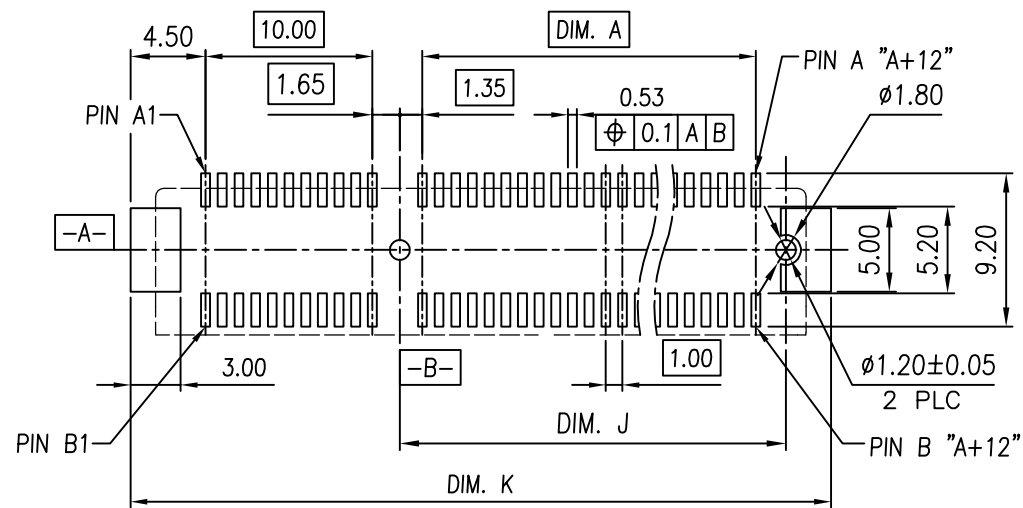 4.50
10.00
DIM. A
PIN A "A+12"
1.65
1.35
0.53
ø1.80
PIN A1
⌖ 0.1 A B
-A-
5.00
5.20
9.20
3.00
-B-
1.00
ø1.20±0.05
2 PLC
DIM. J
PIN B1
PIN B "A+12"
DIM. K